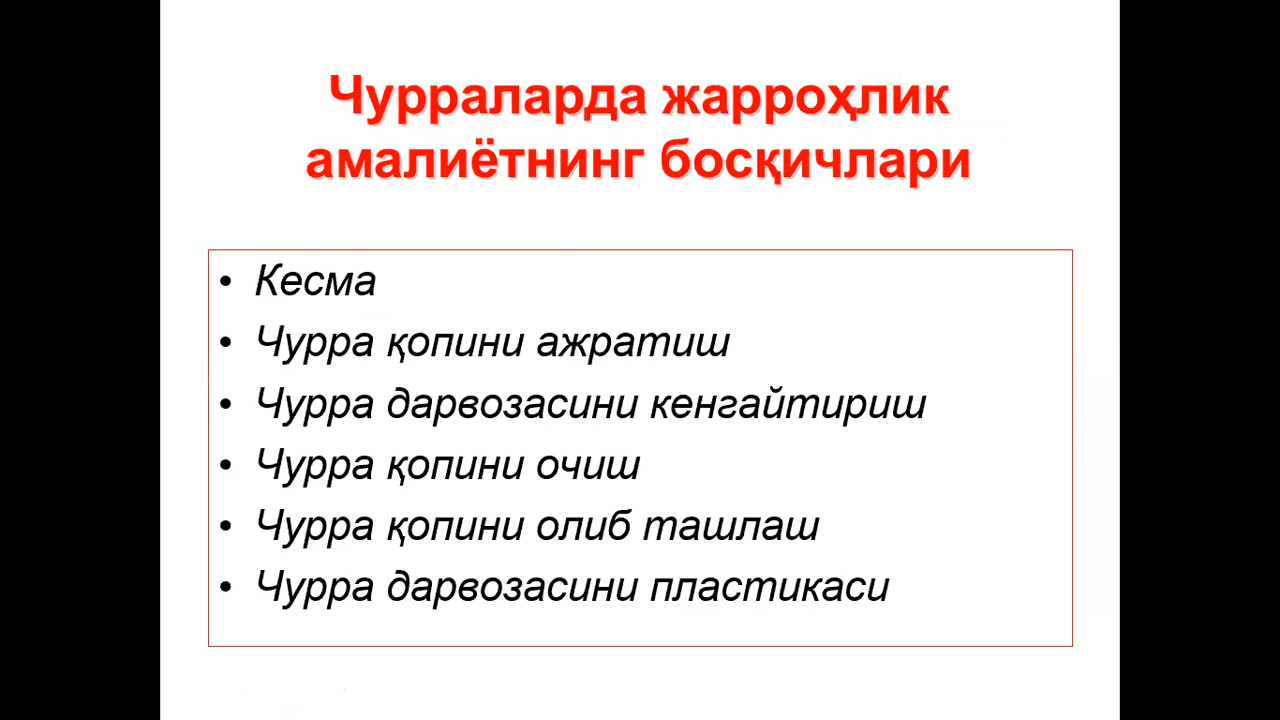 Чурраларда жарроҳлик
амалиётнинг босқичлари
• Кесма
• Чурра қопини ажратиш
• Чурра дарвозасини кенгайтириш
• Чурра қопини очиш
• Чурра қопини олиб ташлаш
• Чурра дарвозасини пластикаси